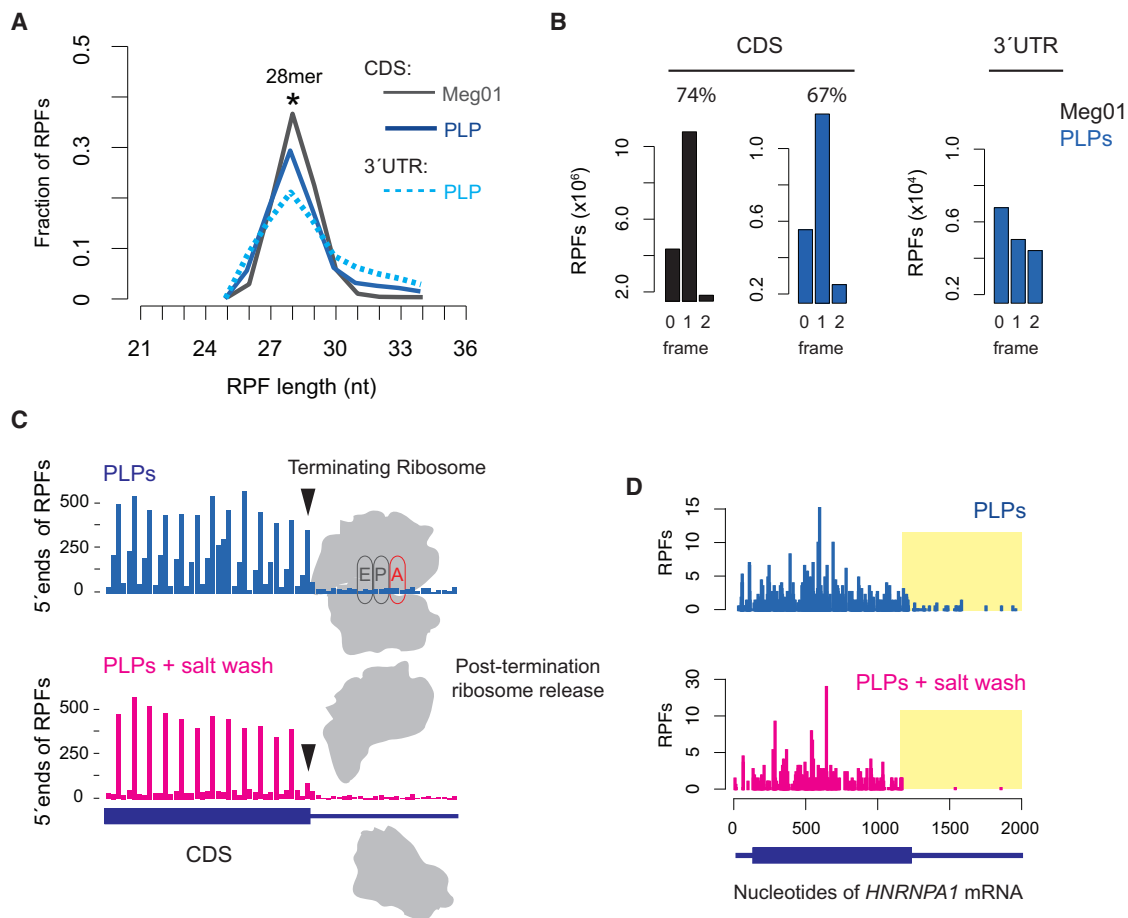 A
0.5
0.3
0.1
0
Fraction of RPFs
28mer
*
CDS:
Meg01
PLP
3´UTR:
PLP
21 24 27 30 33 36
RPF length (nt)
B
CDS
3´UTR
74%
67%
Meg01
PLPs
RPFs (x10⁶)
10
6.0
2.0
0 1 2
frame
1.0
0.6
0.2
0 1 2
frame
RPFs (x10⁴)
1.0
0.6
0.2
0 1 2
frame
C
PLPs
Terminating Ribosome
5´ends of RPFs
500
250
0
E P A
PLPs + salt wash
Post-termination
ribosome release
5´ends of RPFs
500
250
0
CDS
D
PLPs
RPFs
15
10
5
0
PLPs + salt wash
RPFs
30
10
5
0
0 500 1000 1500 2000
Nucleotides of HNRNPA1 mRNA